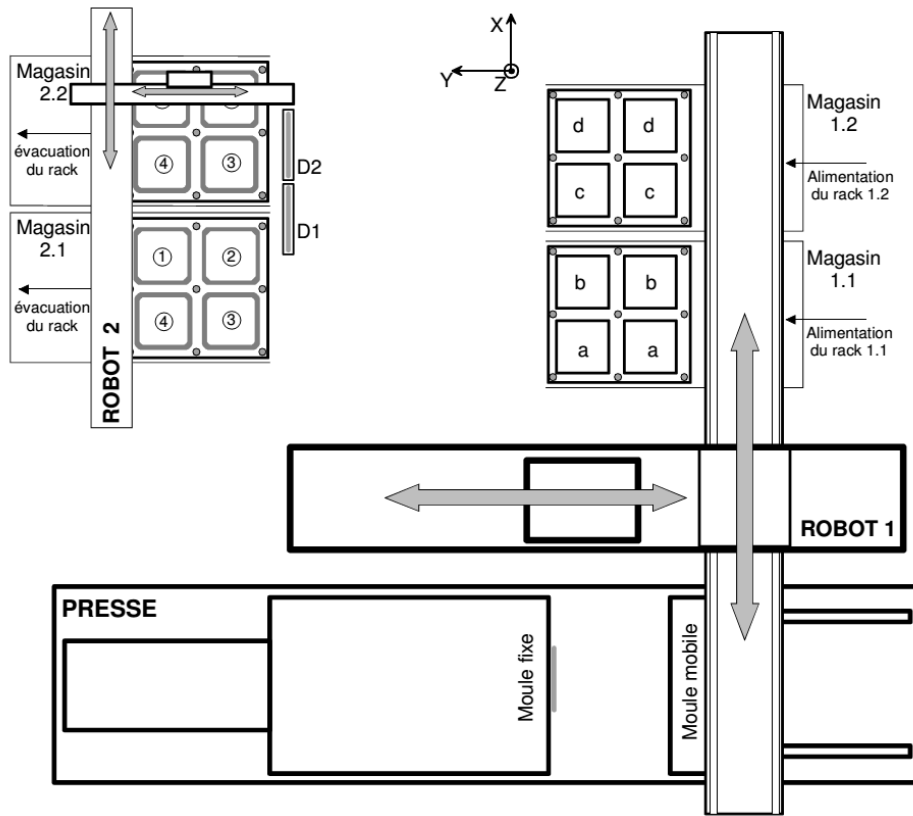 X
Y
Z
Magasin
2.2
évacuation
du rack
④
③
D2
D1
Magasin
2.1
évacuation
du rack
①
②
④
③
ROBOT 2
d
d
c
c
Magasin
1.2
Alimentation
du rack 1.2
b
b
a
a
Magasin
1.1
Alimentation
du rack 1.1
ROBOT 1
PRESSE
Moule fixe
Moule mobile